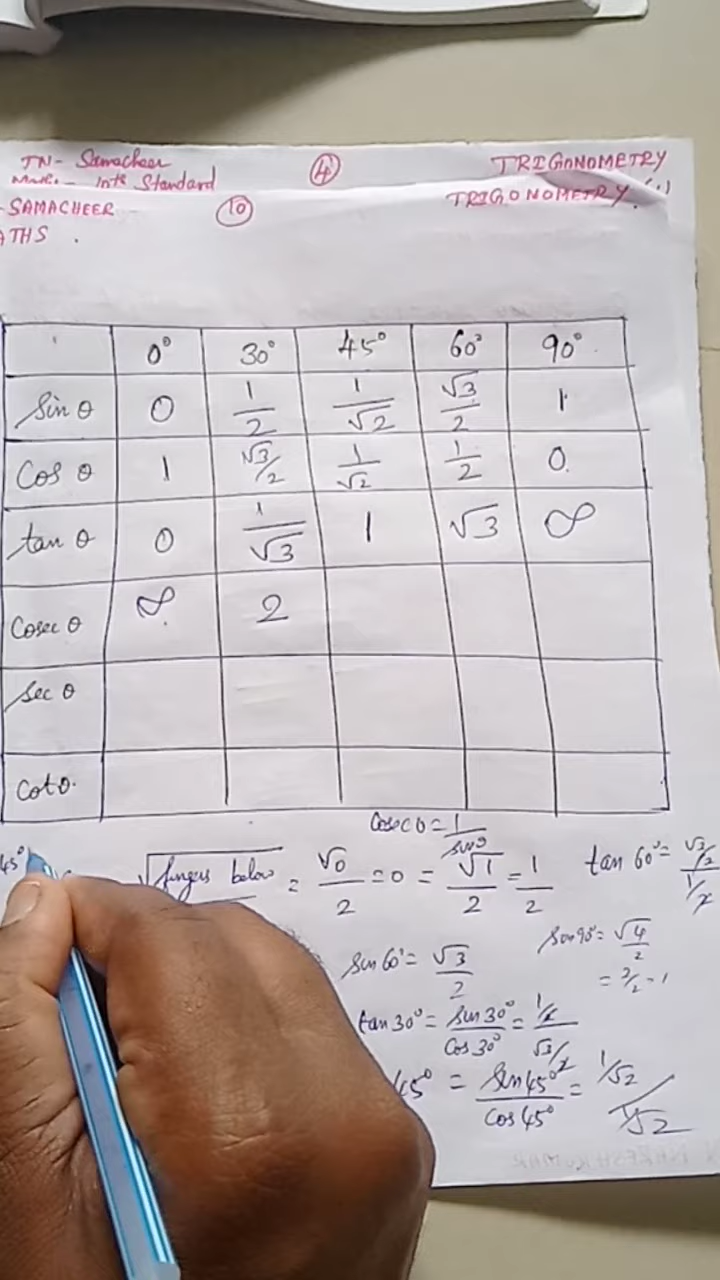 TN- Samacheer ④ TRIGONOMETRY
10th Standard
SAMACHEER ⑩ TRIGONOMETRY (1)
THS .
0° 30° 45° 60° 90°
Sin θ 0 1/2 1/√2 √3/2 1
Cos θ 1 √3/2 1/√2 1/2 0
tan θ 0 1/√3 1 √3 ∞
Cosec θ ∞ 2
Sec θ
Cot θ.
Cosec θ = 1/sin θ
45°
√fingers below = √0/2 = 0 = √1/2 = 1/2
tan 60° = √3/2 / 1/2
Sin 60° = √3/2
Sin 90° = √4/2
= 2/2 = 1
tan 30° = Sin 30°/Cos 30° = 1/2 / √3/2
45° = Sin 45°/Cos 45° = 1/√2 / 1/√2